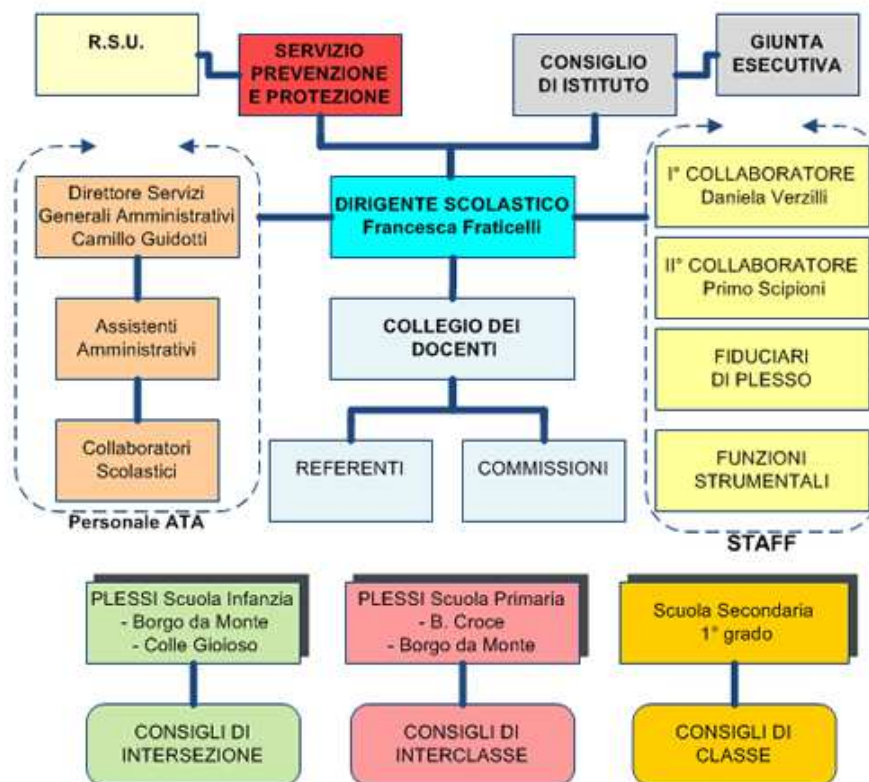 R.S.U.
SERVIZIO
PREVENZIONE
E PROTEZIONE
CONSIGLIO
DI ISTITUTO
GIUNTA
ESECUTIVA
Direttore Servizi
Generali Amministrativi
Camillo Guidotti
Assistenti
Amministrativi
Collaboratori
Scolastici
Personale ATA
DIRIGENTE SCOLASTICO
Francesca Fraticelli
COLLEGIO DEI
DOCENTI
REFERENTI
COMMISSIONI
I° COLLABORATORE
Daniela Verzilli
II° COLLABORATORE
Primo Scipioni
FIDUCIARI
DI PLESSO
FUNZIONI
STRUMENTALI
STAFF
PLESSI Scuola Infanzia
- Borgo da Monte
- Colle Gioioso
CONSIGLI DI
INTERSEZIONE
PLESSI Scuola Primaria
- B. Croce
- Borgo da Monte
CONSIGLI DI
INTERCLASSE
Scuola Secondaria
1° grado
CONSIGLI DI
CLASSE